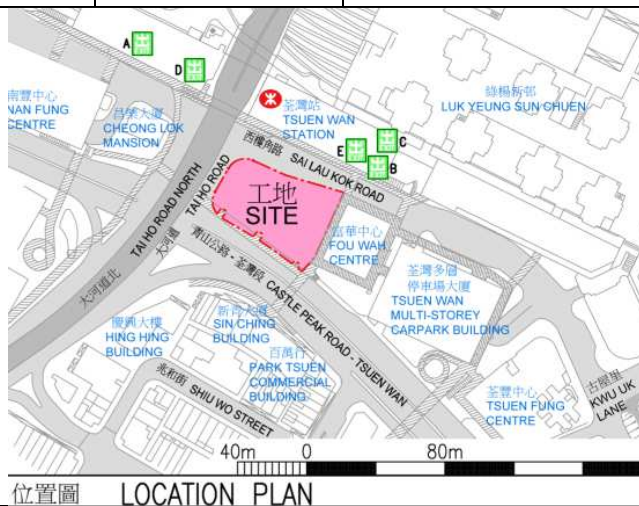 A
D
南豐中心
NAN FUNG
CENTRE
昌樂大廈
CHEONG LOK
MANSION
TAI HO ROAD NORTH
大河道北
TAI HO ROAD
大河道
荃灣站
TSUEN WAN
STATION
綠楊新邨
LUK YEUNG SUN CHUEN
E
C
B
西樓角路 SAI LAU KOK ROAD
工地
SITE
富華中心
FOU WAH
CENTRE
荃灣多層
停車場大廈
TSUEN WAN
MULTI-STOREY
CARPARK BUILDING
青山公路 - 荃灣段 CASTLE PEAK ROAD - TSUEN WAN
慶興大樓
HING HING
BUILDING
新青大廈
SIN CHING
BUILDING
百萬行
PARK TSUEN
COMMERCIAL
BUILDING
兆和街 SHIU WO STREET
荃豐中心
TSUEN FUNG
CENTRE
古屋里
KWU UK
LANE
40m 0 80m
位置圖 LOCATION PLAN